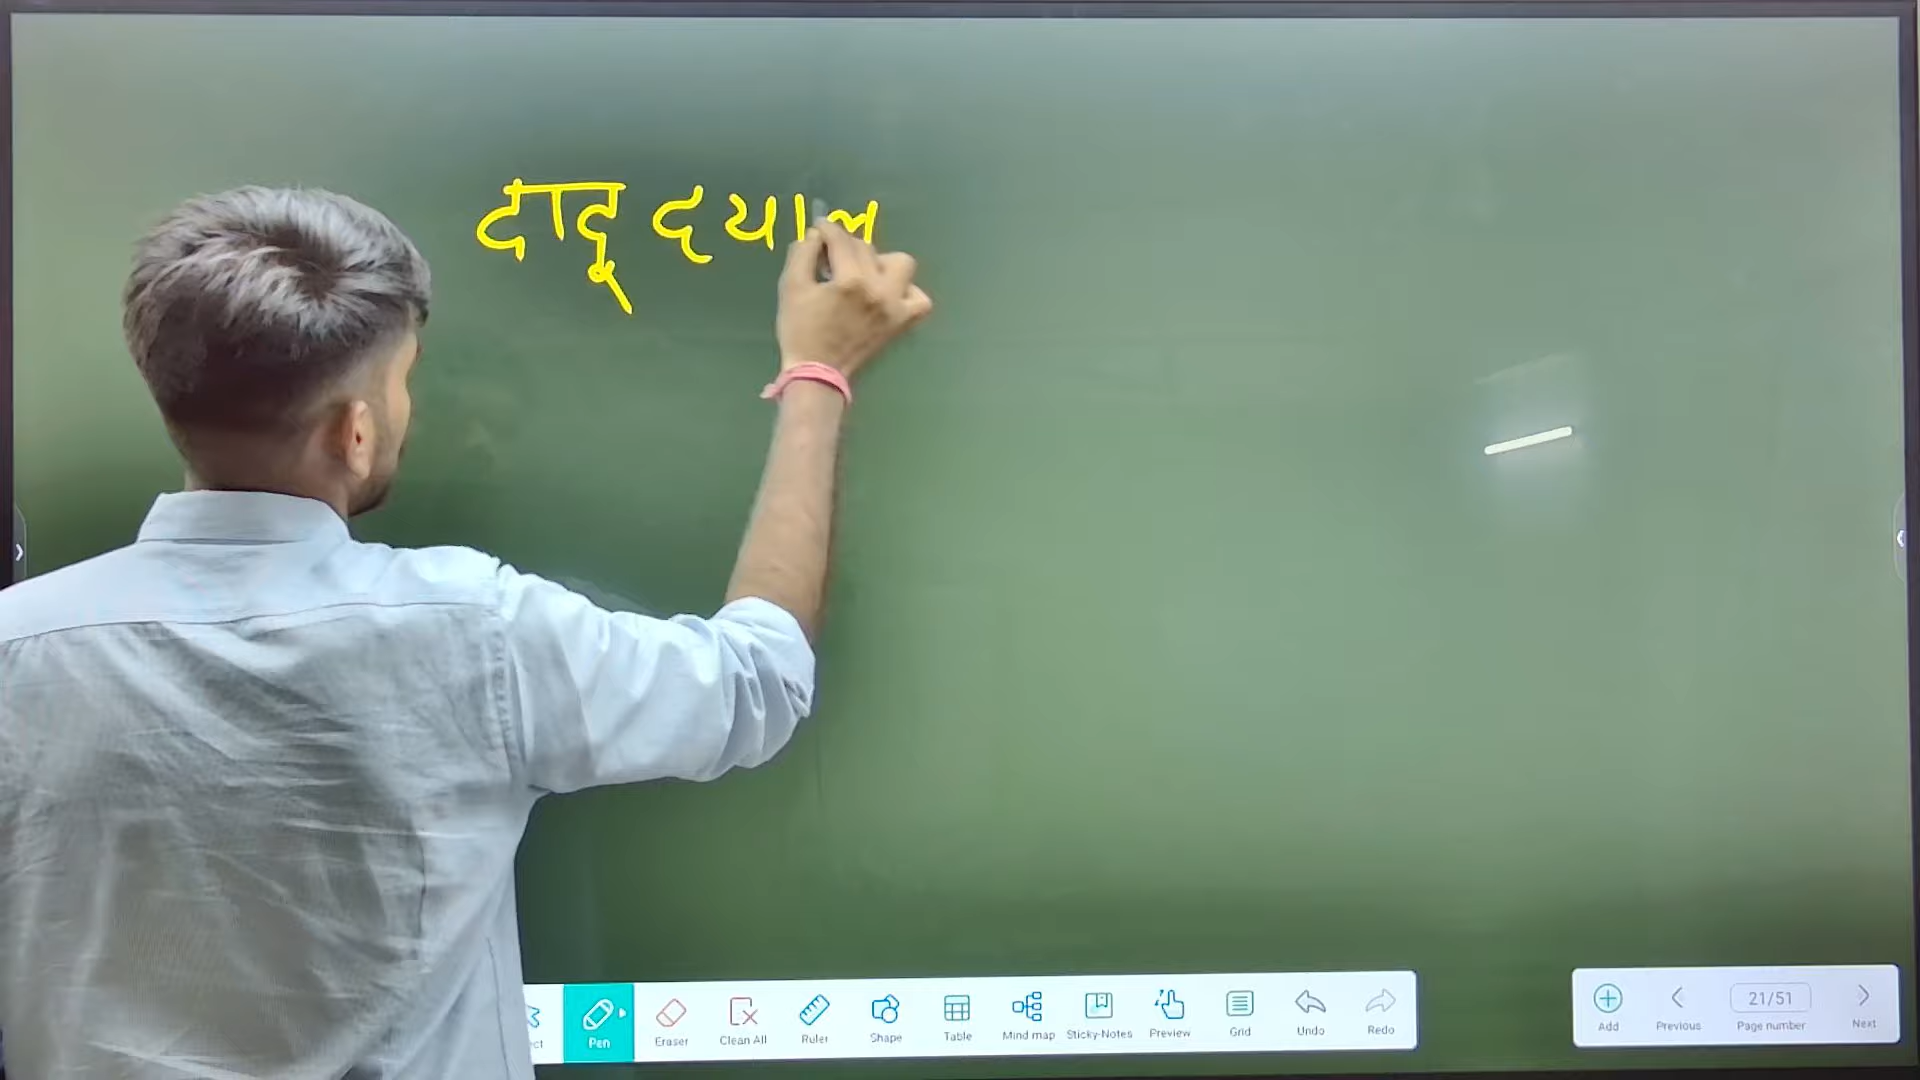 दादू दयाल
Pen
Eraser
Clean All
Ruler
Shape
Table
Mind map
Sticky-Notes
Preview
Grid
Undo
Redo
Add
Previous
21/51
Page number
Next